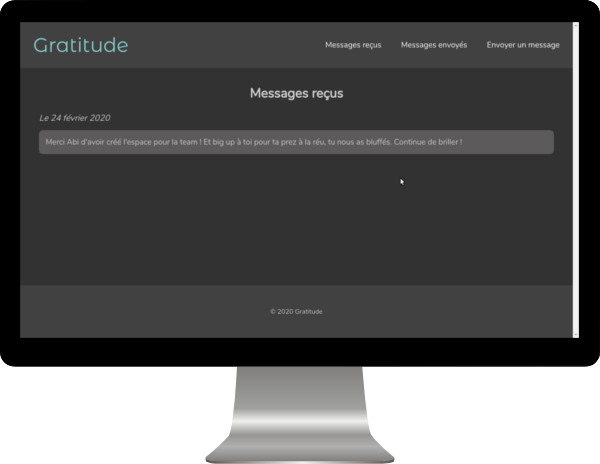 Gratitude
Messages reçus Messages envoyés Envoyer un message
Messages reçus
Le 24 février 2020
Merci Abi d'avoir créé l'espace pour la team ! Et big up à toi pour ta prez à la réu, tu nous as bluffés. Continue de briller !
© 2020 Gratitude